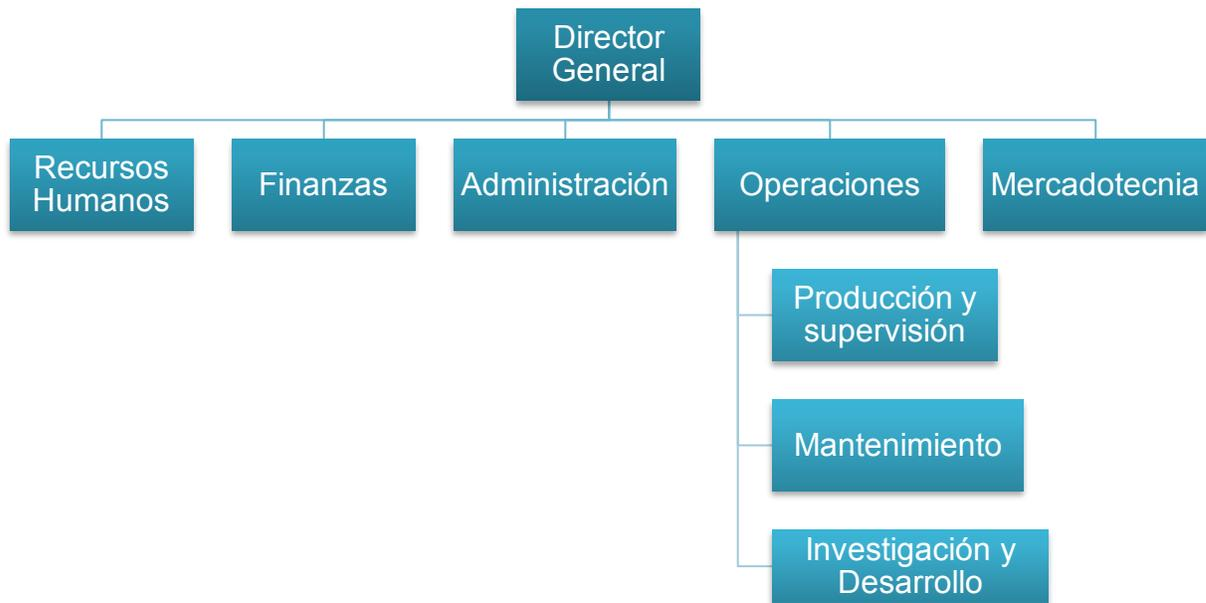 Director
General
Recursos
Humanos
Finanzas
Administración
Operaciones
Mercadotecnia
Producción y
supervisión
Mantenimiento
Investigación y
Desarrollo